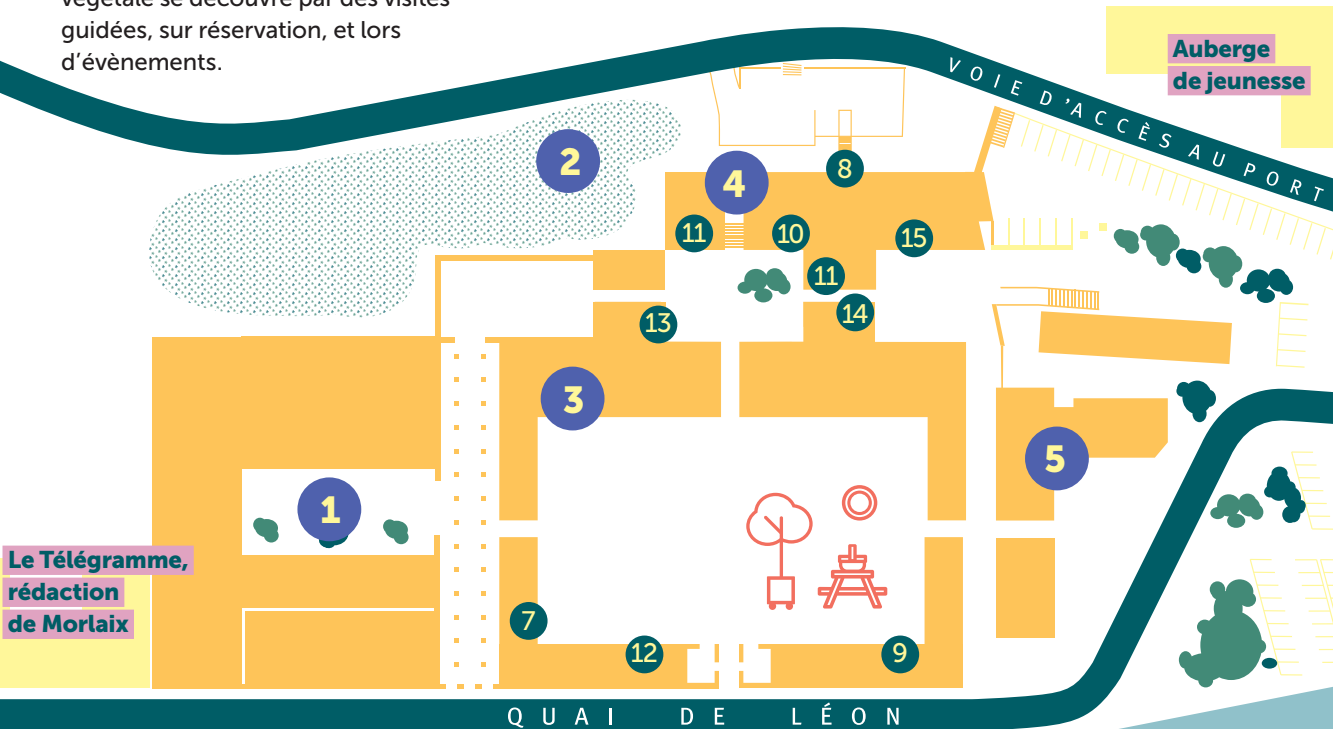 végétale se découvre par des visites
guidées, sur réservation, et lors
d'évènements.
Auberge
de jeunesse
VOIE D'ACCÈS AU PORT
2
4
8
11
10
15
11
14
13
3
5
1
Le Télégramme,
rédaction
de Morlaix
7
12
9
QUAI DE LÉON